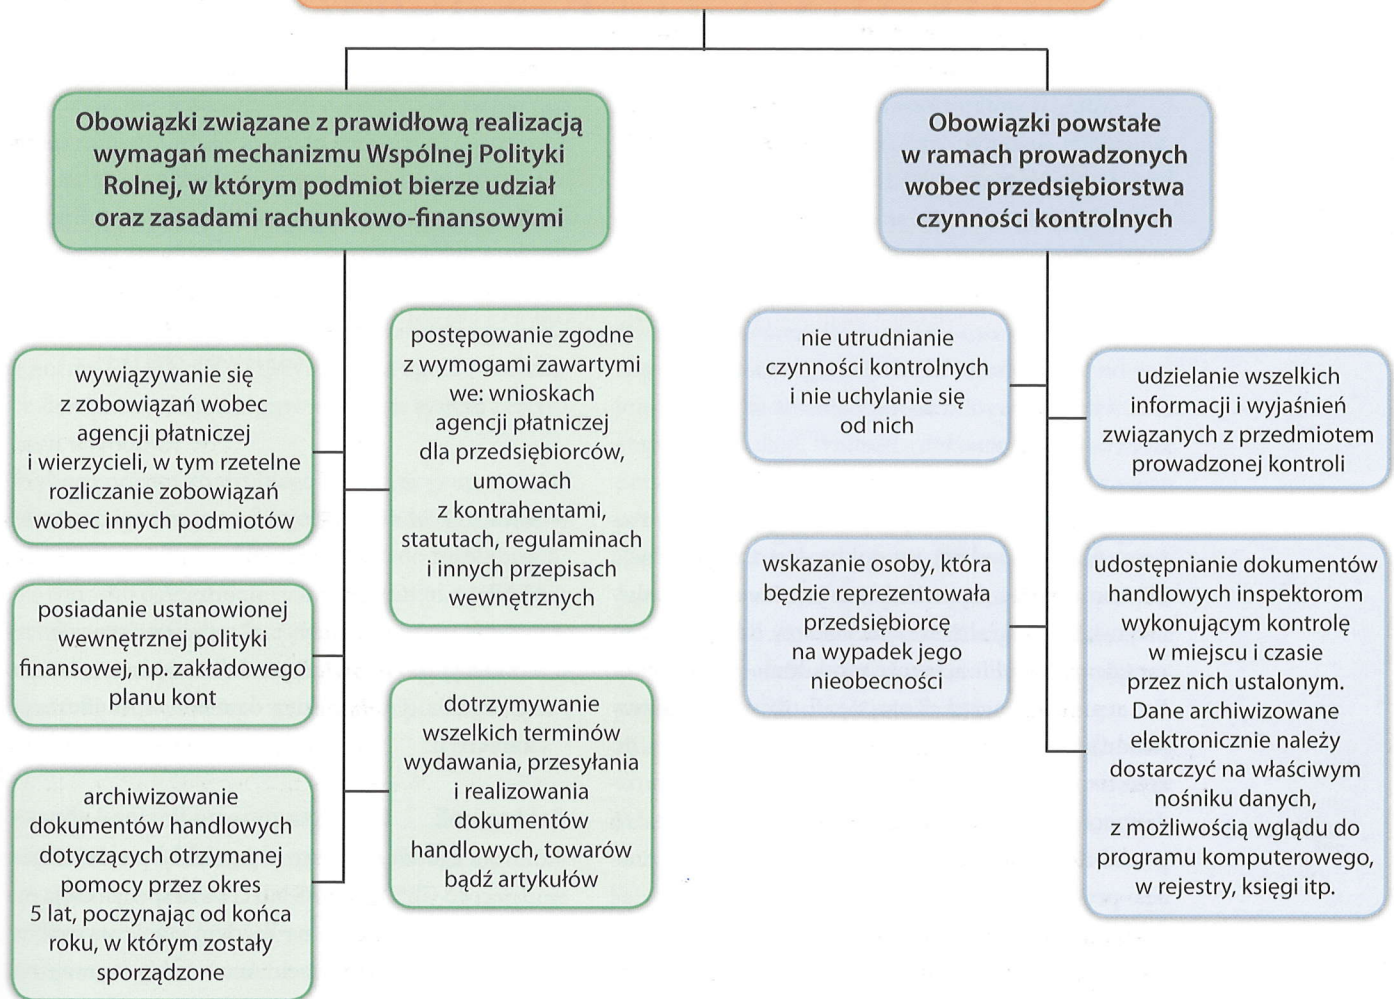 Obowiązki związane z prawidłową realizacją
wymagań mechanizmu Wspólnej Polityki
Rolnej, w którym podmiot bierze udział
oraz zasadami rachunkowo-finansowymi
wywiązywanie się
z zobowiązań wobec
agencji płatniczej
i wierzycieli, w tym rzetelne
rozliczanie zobowiązań
wobec innych podmiotów
postępowanie zgodne
z wymogami zawartymi
we: wnioskach
agencji płatniczej
dla przedsiębiorców,
umowach
z kontrahentami,
statutach, regulaminach
i innych przepisach
wewnętrznych
posiadanie ustanowionej
wewnętrznej polityki
finansowej, np. zakładowego
planu kont
dotrzymywanie
wszelkich terminów
wydawania, przesyłania
i realizowania
dokumentów
handlowych, towarów
bądź artykułów
archiwizowanie
dokumentów handlowych
dotyczących otrzymanej
pomocy przez okres
5 lat, poczynając od końca
roku, w którym zostały
sporządzone
Obowiązki powstałe
w ramach prowadzonych
wobec przedsiębiorstwa
czynności kontrolnych
nie utrudnianie
czynności kontrolnych
i nie uchylanie się
od nich
udzielanie wszelkich
informacji i wyjaśnień
związanych z przedmiotem
prowadzonej kontroli
wskazanie osoby, która
będzie reprezentowała
przedsiębiorcę
na wypadek jego
nieobecności
udostępnianie dokumentów
handlowych inspektorom
wykonującym kontrolę
w miejscu i czasie
przez nich ustalonym.
Dane archiwizowane
elektronicznie należy
dostarczyć na właściwym
nośniku danych,
z możliwością wglądu do
programu komputerowego,
w rejestry, księgi itp.